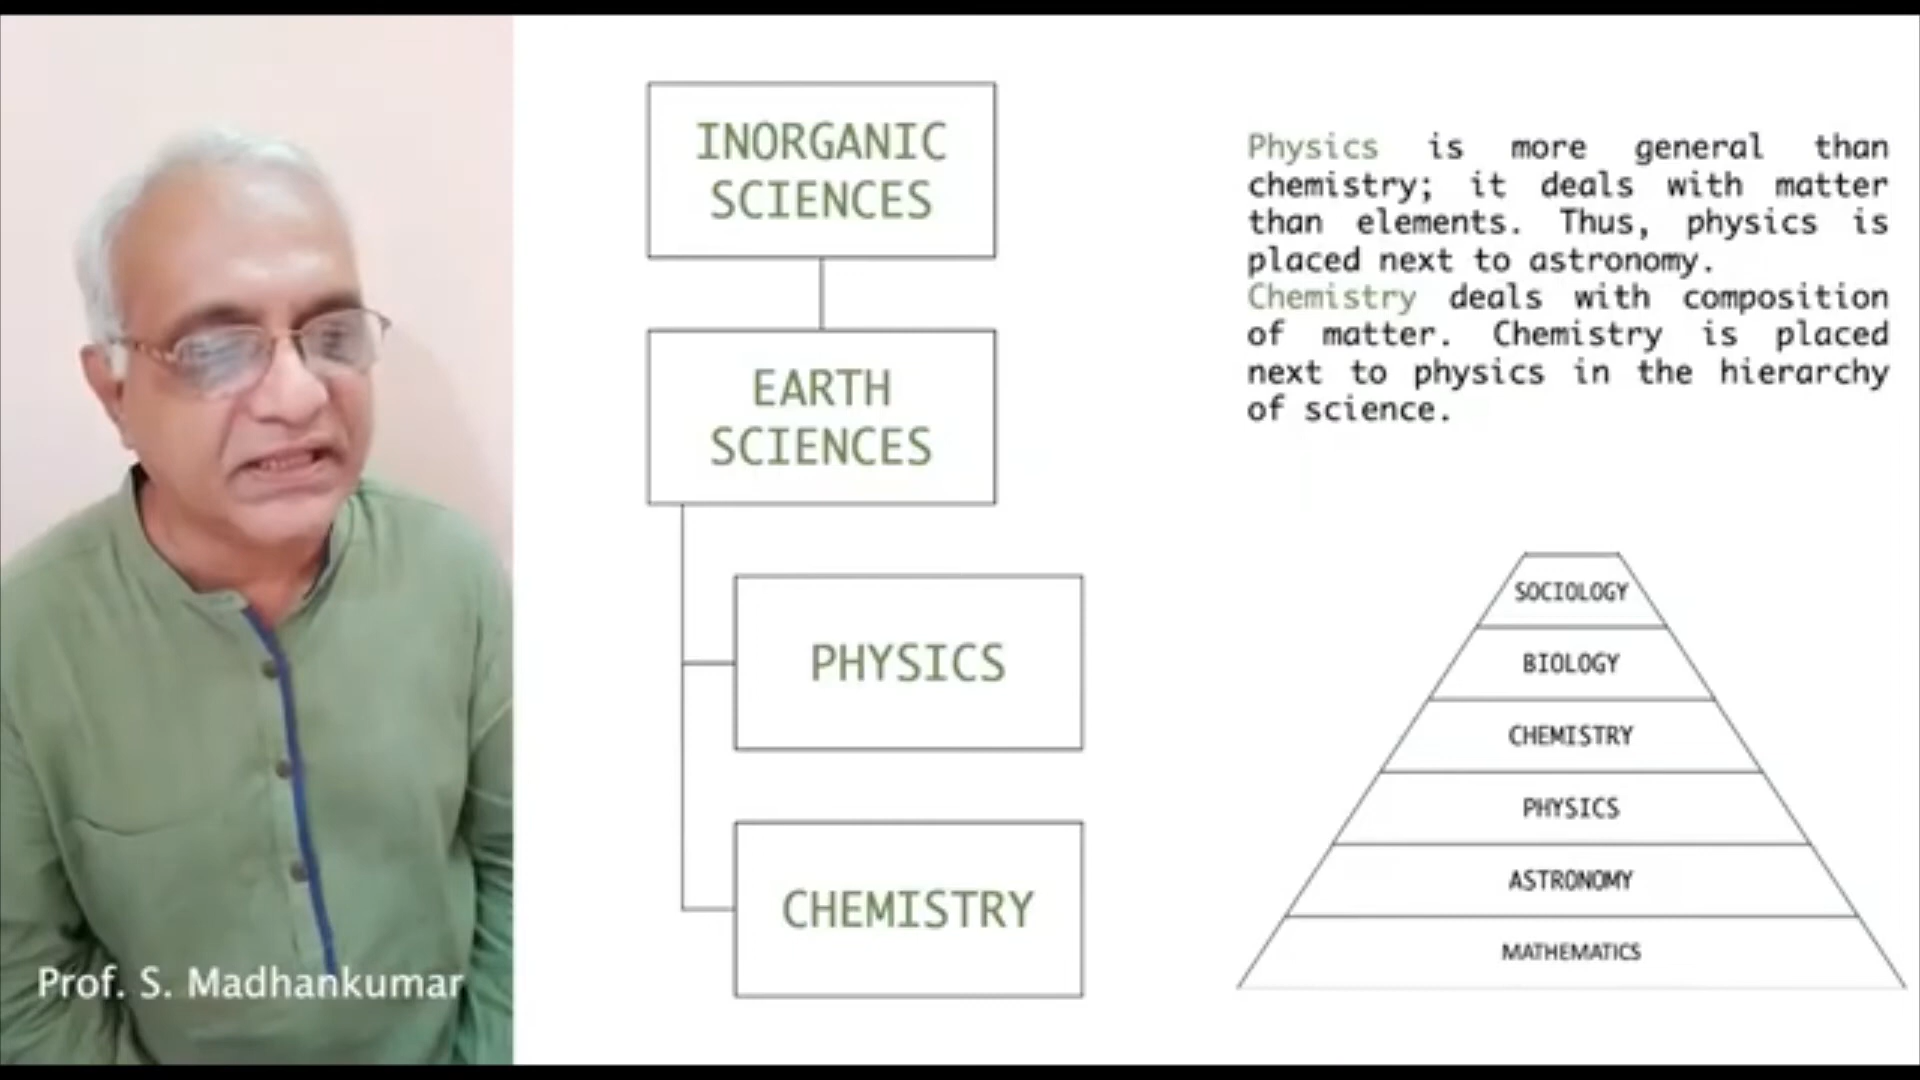 INORGANIC
SCIENCES
EARTH
SCIENCES
PHYSICS
CHEMISTRY
Physics is more general than
chemistry; it deals with matter
than elements. Thus, physics is
placed next to astronomy.
Chemistry deals with composition
of matter. Chemistry is placed
next to physics in the hierarchy
of science.
SOCIOLOGY
BIOLOGY
CHEMISTRY
PHYSICS
ASTRONOMY
MATHEMATICS
Prof. S. Madhankumar